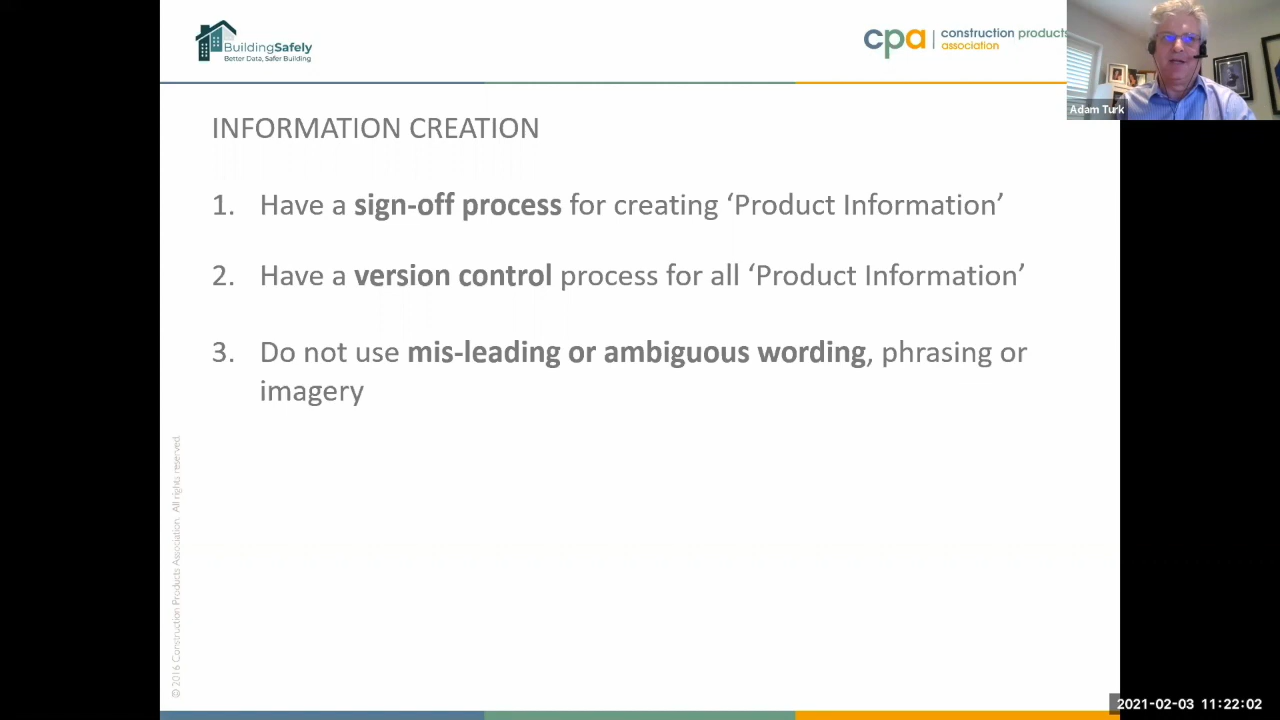 BuildingSafely
Better Data, Safer Building
cpa
construction products
association
Adam Turk
INFORMATION CREATION
1. Have a sign-off process for creating ‘Product Information’
2. Have a version control process for all ‘Product Information’
3. Do not use mis-leading or ambiguous wording, phrasing or
imagery
© 2016 Construction Products Association. All rights reserved.
2021-02-03 11:22:02